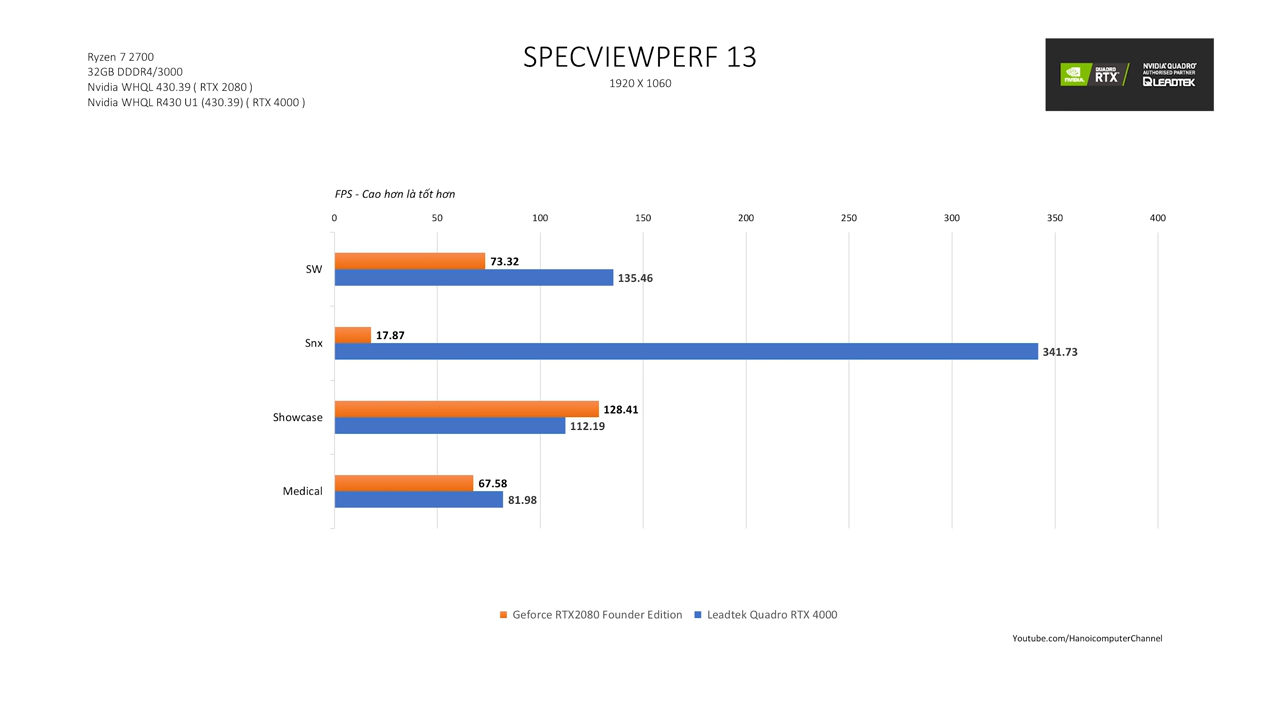 Ryzen 7 2700
32GB DDDR4/3000
Nvidia WHQL 430.39 ( RTX 2080 )
Nvidia WHQL R430 U1 (430.39) ( RTX 4000 )
SPECVIEWPERF 13
1920 X 1060
NVIDIA.
QUADRO
RTX
NVIDIA QUADRO
AUTHORISED PARTNER
LEADTEK
FPS - Cao hơn là tốt hơn
0 50 100 150 200 250 300 350 400
SW
73.32
135.46
Snx
17.87
341.73
Showcase
128.41
112.19
Medical
67.58
81.98
Geforce RTX2080 Founder Edition
Leadtek Quadro RTX 4000
Youtube.com/HanoicomputerChannel